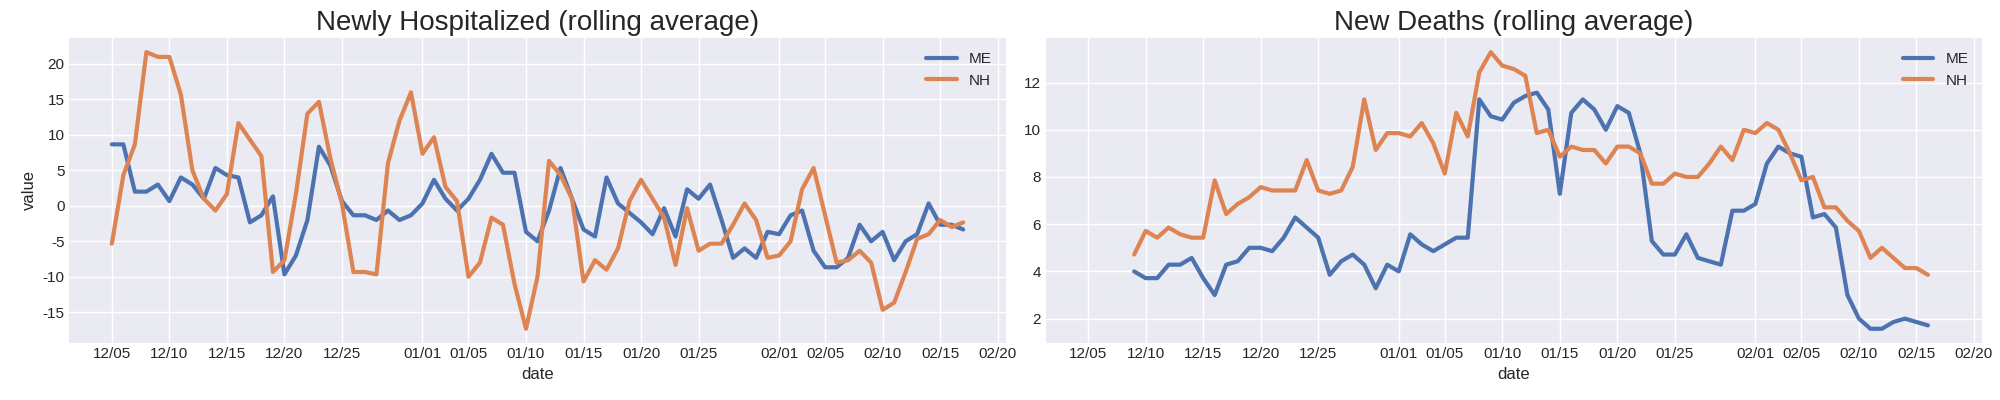 Newly Hospitalized (rolling average)
ME
NH
value
20
15
10
5
0
-5
-10
-15
12/05 12/10 12/15 12/20 12/25 01/01 01/05 01/10 01/15 01/20 01/25 02/01 02/05 02/10 02/15 02/20
date
New Deaths (rolling average)
ME
NH
12
10
8
6
4
2
12/05 12/10 12/15 12/20 12/25 01/01 01/05 01/10 01/15 01/20 01/25 02/01 02/05 02/10 02/15 02/20
date